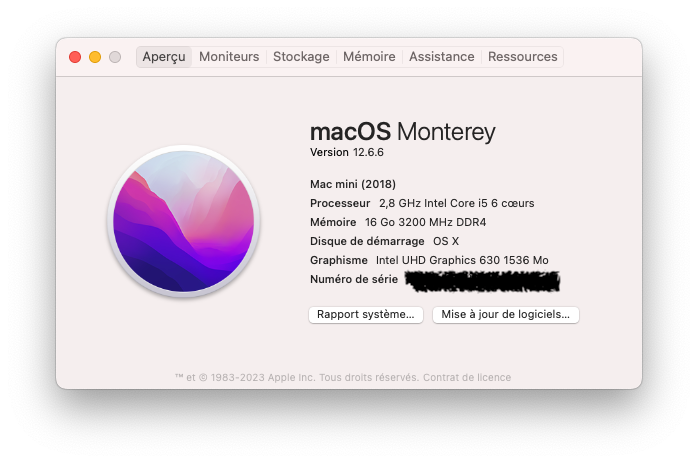 Aperçu Moniteurs Stockage Mémoire Assistance Ressources
macOS Monterey
Version 12.6.6
Mac mini (2018)
Processeur 2,8 GHz Intel Core i5 6 cœurs
Mémoire 16 Go 3200 MHz DDR4
Disque de démarrage OS X
Graphisme Intel UHD Graphics 630 1536 Mo
Numéro de série
Rapport système... Mise à jour de logiciels...
™ et © 1983-2023 Apple Inc. Tous droits réservés. Contrat de licence